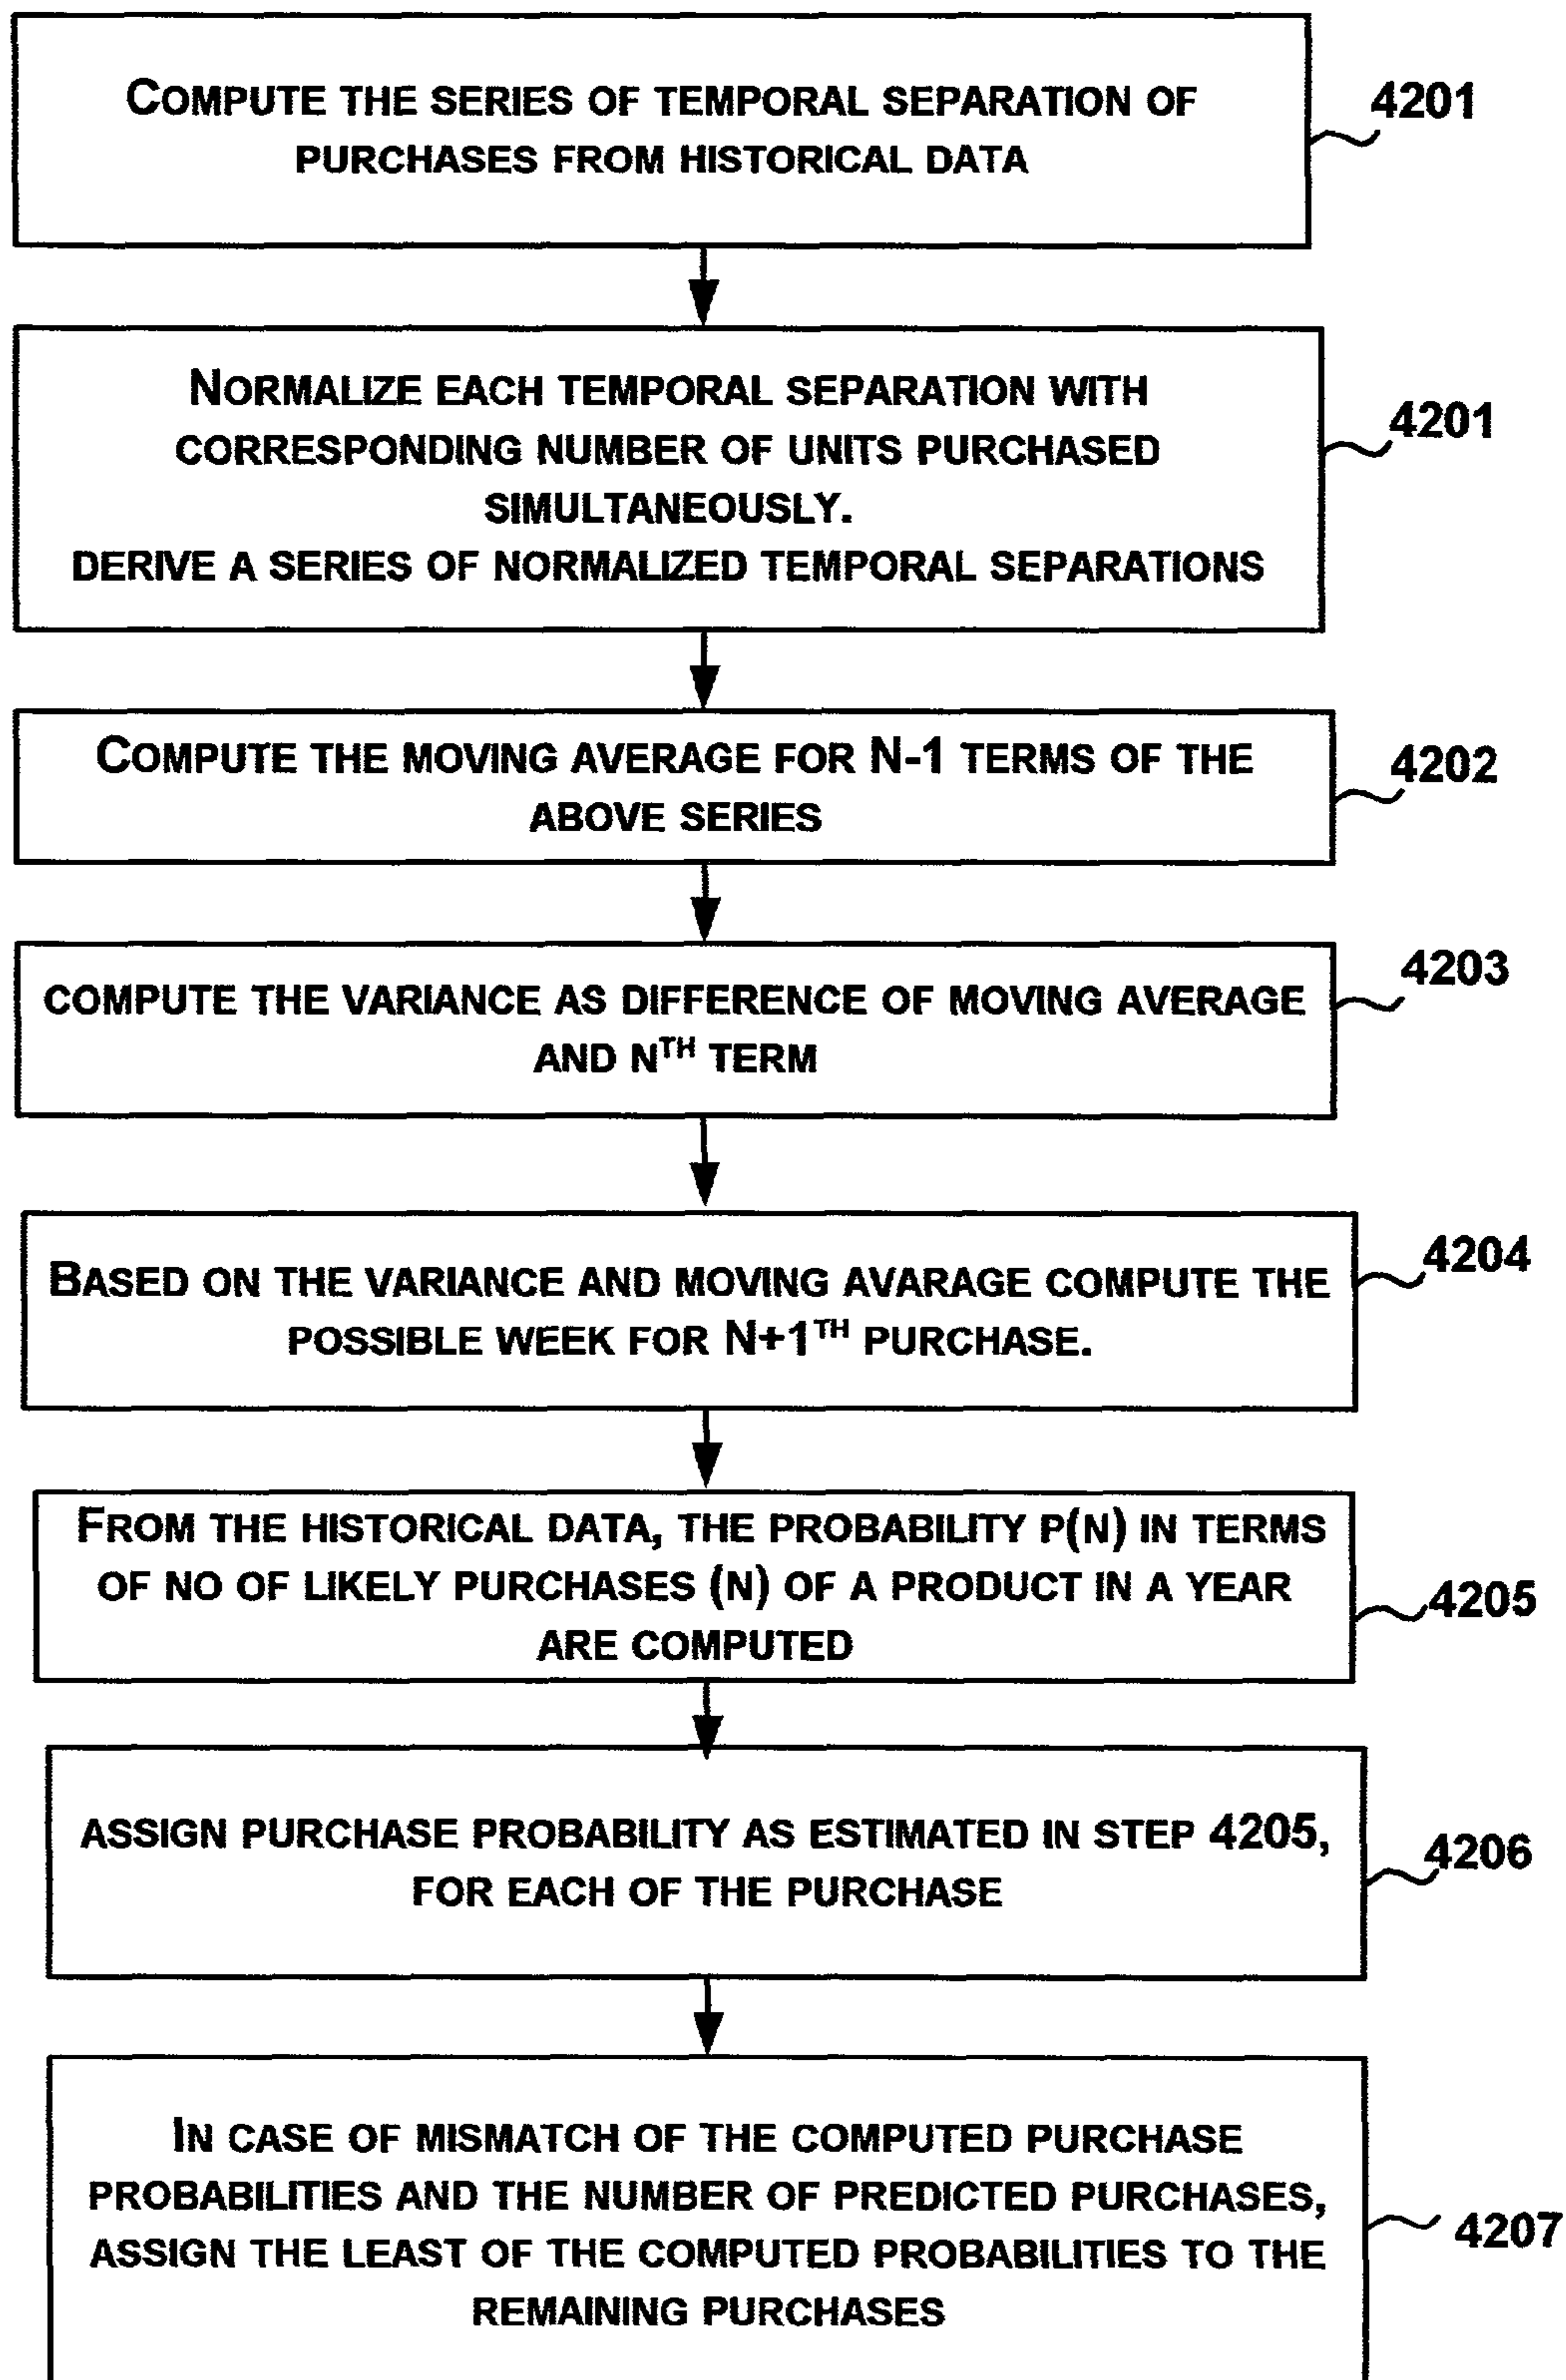 COMPUTE THE SERIES OF TEMPORAL SEPARATION OF
PURCHASES FROM HISTORICAL DATA
4201
NORMALIZE EACH TEMPORAL SEPARATION WITH
CORRESPONDING NUMBER OF UNITS PURCHASED
SIMULTANEOUSLY.
DERIVE A SERIES OF NORMALIZED TEMPORAL SEPARATIONS
4201
COMPUTE THE MOVING AVERAGE FOR N-1 TERMS OF THE
ABOVE SERIES
4202
COMPUTE THE VARIANCE AS DIFFERENCE OF MOVING AVERAGE
AND NTH TERM
4203
BASED ON THE VARIANCE AND MOVING AVARAGE COMPUTE THE
POSSIBLE WEEK FOR N+1TH PURCHASE.
4204
FROM THE HISTORICAL DATA, THE PROBABILITY P(N) IN TERMS
OF NO OF LIKELY PURCHASES (N) OF A PRODUCT IN A YEAR
ARE COMPUTED
4205
ASSIGN PURCHASE PROBABILITY AS ESTIMATED IN STEP 4205,
FOR EACH OF THE PURCHASE
4206
IN CASE OF MISMATCH OF THE COMPUTED PURCHASE
PROBABILITIES AND THE NUMBER OF PREDICTED PURCHASES,
ASSIGN THE LEAST OF THE COMPUTED PROBABILITIES TO THE
REMAINING PURCHASES
4207